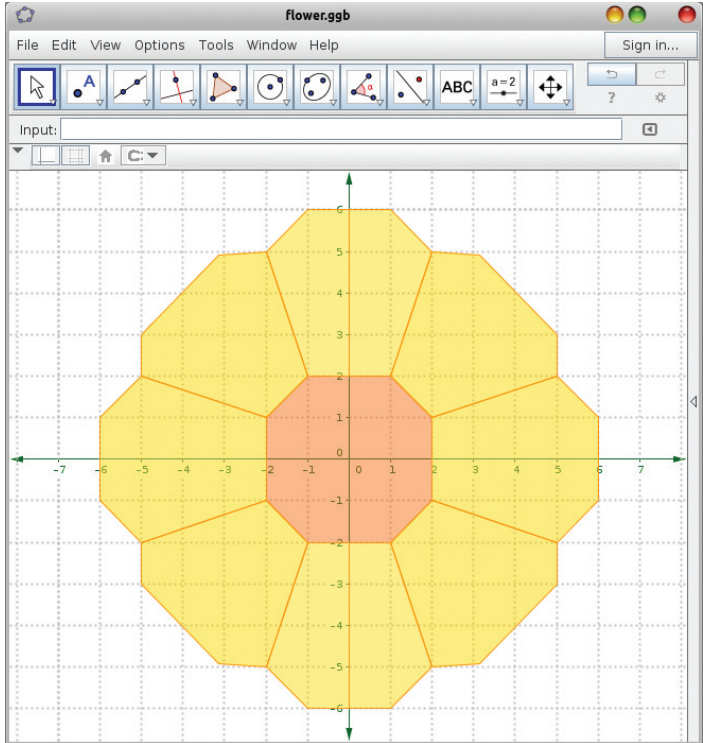 flower.ggb
File Edit View Options Tools Window Help Sign in...
A α ABC a=2
?
Input:
6
5
4
3
2
1
0
-7 -6 -5 -4 -3 -2 -1 0 1 2 3 4 5 6 7
-1
-2
-3
-4
-5
-6